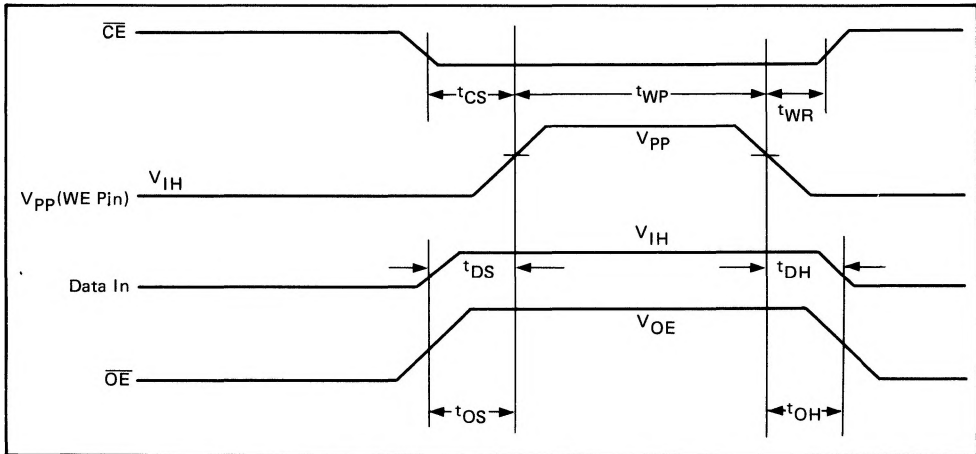 CE
tCS
tWP
tWR
VPP
VIH
VPP(WE Pin)
VIH
tDS
tDH
Data In
VOE
OE
tOS
tOH